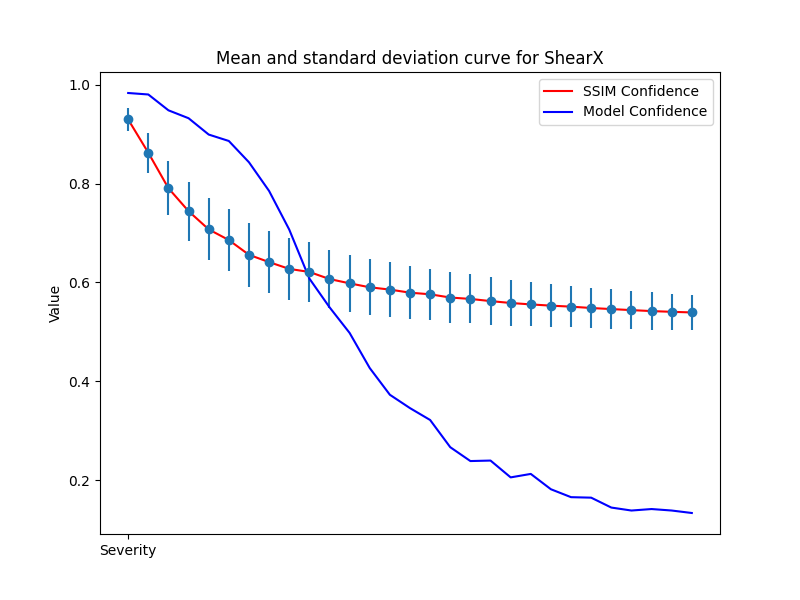 Mean and standard deviation curve for ShearX
SSIM Confidence
Model Confidence
1.0
0.8
0.6
0.4
0.2
Value
Severity